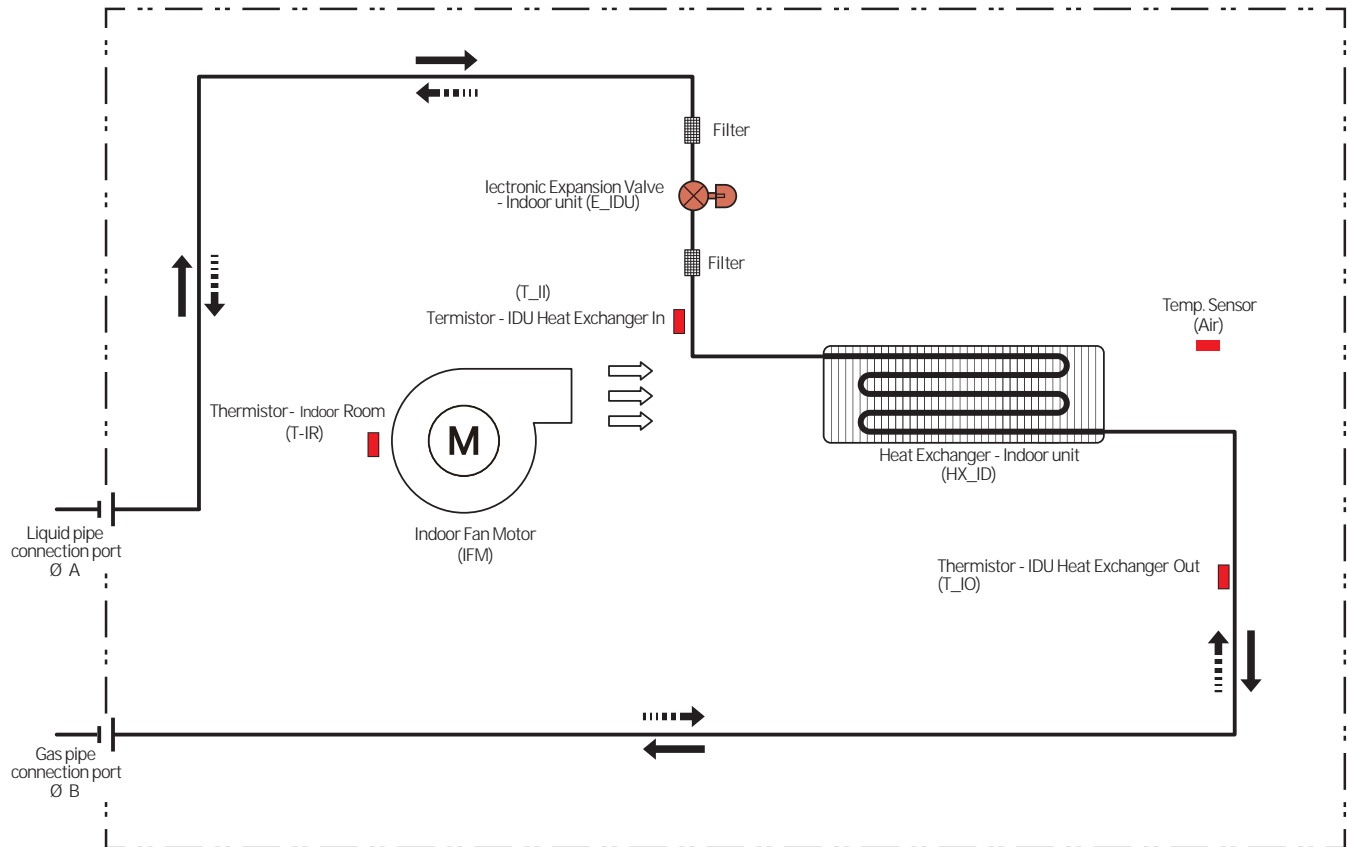 Filter
lectronic Expansion Valve
- Indoor unit (E_IDU)
Filter
(T_II)
Termistor - IDU Heat Exchanger In
Temp. Sensor
(Air)
Thermistor - Indoor Room
(T-IR)
M
Heat Exchanger - Indoor unit
(HX_ID)
Indoor Fan Motor
(IFM)
Liquid pipe
connection port
Ø A
Thermistor - IDU Heat Exchanger Out
(T_IO)
Gas pipe
connection port
Ø B